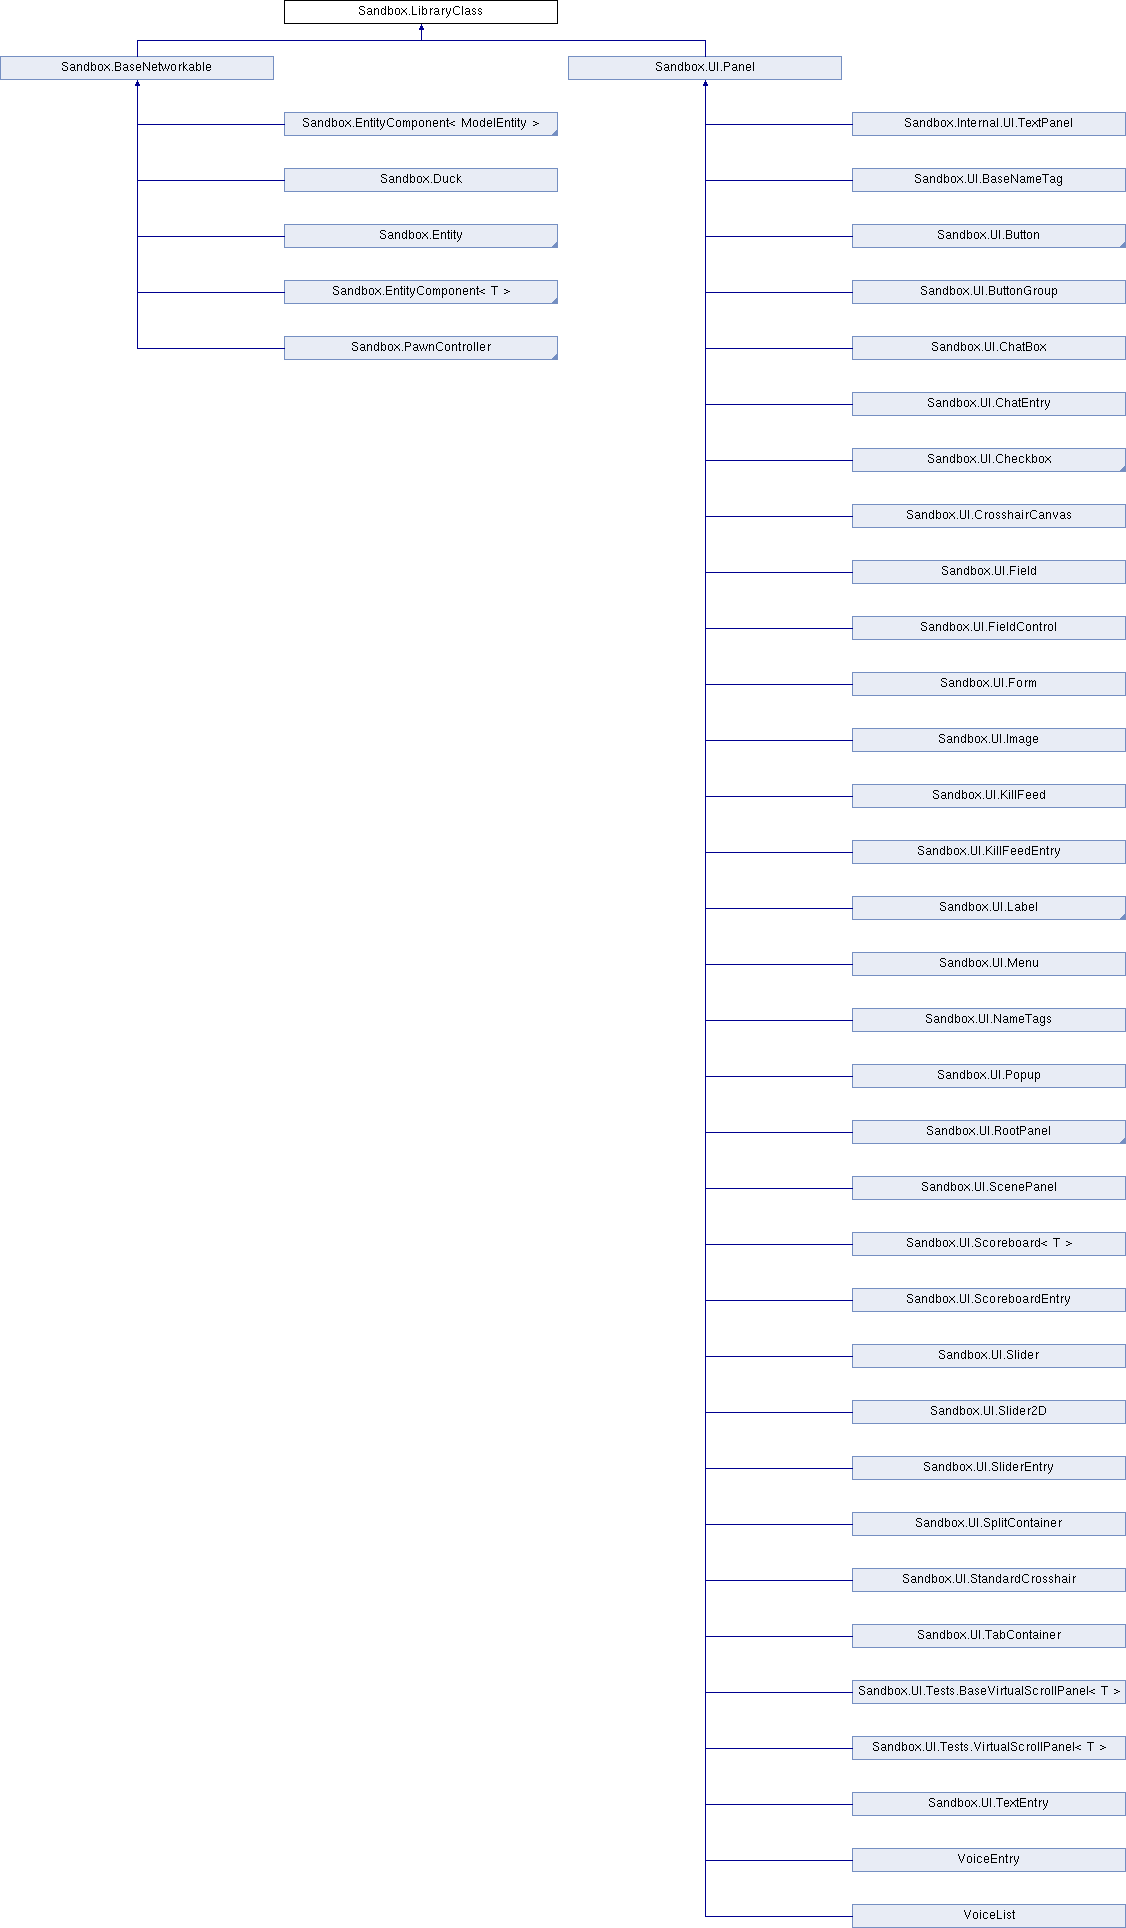 Sandbox.LibraryClass
Sandbox.BaseNetworkable
Sandbox.UI.Panel
Sandbox.EntityComponent< ModelEntity >
Sandbox.Duck
Sandbox.Entity
Sandbox.EntityComponent< T >
Sandbox.PawnController
Sandbox.Internal.UI.TextPanel
Sandbox.UI.BaseNameTag
Sandbox.UI.Button
Sandbox.UI.ButtonGroup
Sandbox.UI.ChatBox
Sandbox.UI.ChatEntry
Sandbox.UI.Checkbox
Sandbox.UI.CrosshairCanvas
Sandbox.UI.Field
Sandbox.UI.FieldControl
Sandbox.UI.Form
Sandbox.UI.Image
Sandbox.UI.KillFeed
Sandbox.UI.KillFeedEntry
Sandbox.UI.Label
Sandbox.UI.Menu
Sandbox.UI.NameTags
Sandbox.UI.Popup
Sandbox.UI.RootPanel
Sandbox.UI.ScenePanel
Sandbox.UI.Scoreboard< T >
Sandbox.UI.ScoreboardEntry
Sandbox.UI.Slider
Sandbox.UI.Slider2D
Sandbox.UI.SliderEntry
Sandbox.UI.SplitContainer
Sandbox.UI.StandardCrosshair
Sandbox.UI.TabContainer
Sandbox.UI.Tests.BaseVirtualScrollPanel< T >
Sandbox.UI.Tests.VirtualScrollPanel< T >
Sandbox.UI.TextEntry
VoiceEntry
VoiceList